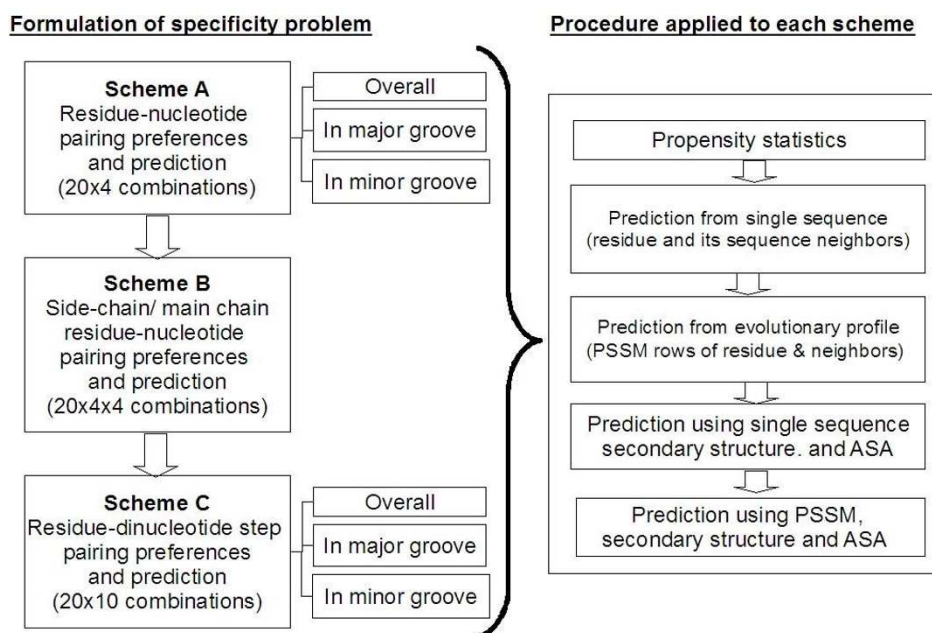 Formulation of specificity problem
Scheme A
Residue-nucleotide
pairing preferences
and prediction
(20x4 combinations)
Overall
In major groove
In minor groove
Scheme B
Side-chain/ main chain
residue-nucleotide
pairing preferences
and prediction
(20x4x4 combinations)
Scheme C
Residue-dinucleotide step
pairing preferences
and prediction
(20x10 combinations)
Overall
In major groove
In minor groove
Procedure applied to each scheme
Propensity statistics
Prediction from single sequence
(residue and its sequence neighbors)
Prediction from evolutionary profile
(PSSM rows of residue & neighbors)
Prediction using single sequence
secondary structure. and ASA
Prediction using PSSM,
secondary structure and ASA